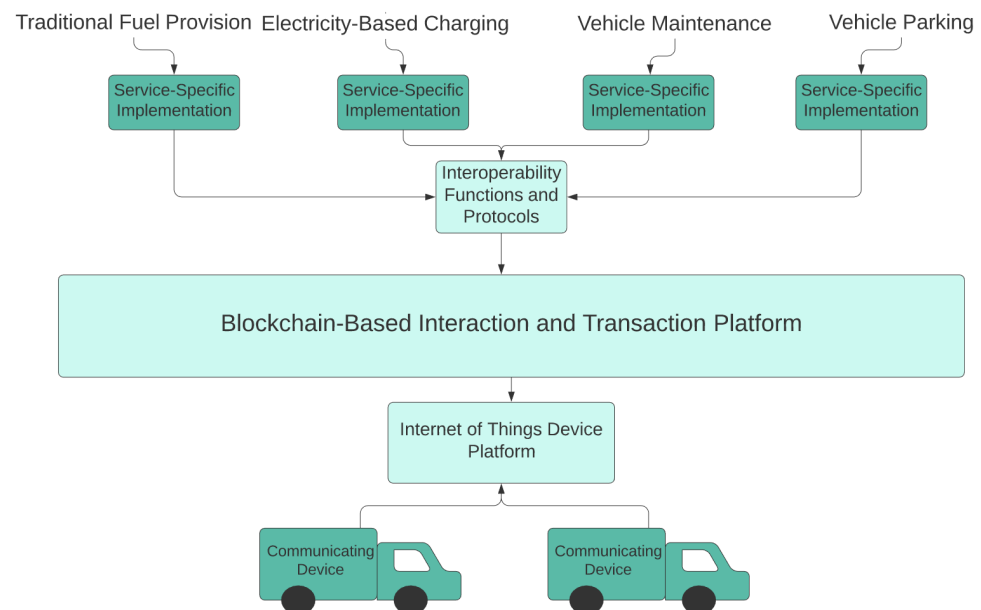 Traditional Fuel Provision
Electricity-Based Charging
Vehicle Maintenance
Vehicle Parking
Service-Specific
Implementation
Service-Specific
Implementation
Service-Specific
Implementation
Service-Specific
Implementation
Interoperability
Functions and
Protocols
Blockchain-Based Interaction and Transaction Platform
Internet of Things Device
Platform
Communicating
Device
Communicating
Device